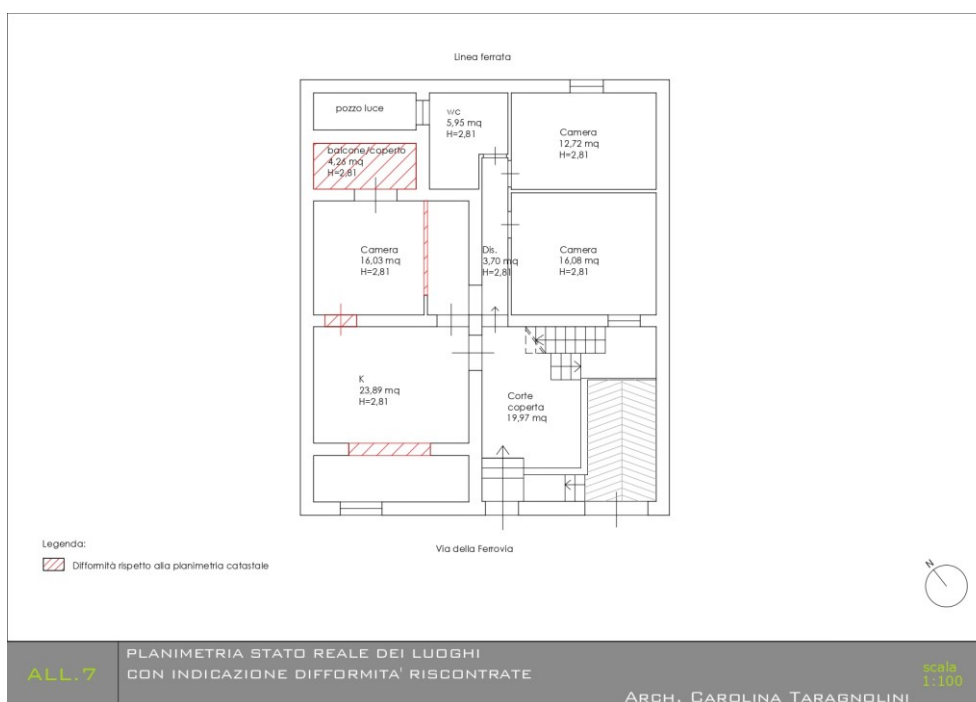 Linea ferrata
pozzo luce
wc
5,95 mq
H=2,81
Camera
12,72 mq
H=2,81
balcone/coperto
4,26 mq
H=2,81
Camera
16,03 mq
H=2,81
Dis.
3,70 mq
H=2,81
Camera
16,08 mq
H=2,81
K
23,89 mq
H=2,81
Corte
coperta
19,97 mq
Legenda:
Difformità rispetto alla planimetria catastale
Via della Ferrovia
N
ALL.7
PLANIMETRIA STATO REALE DEI LUOGHI
CON INDICAZIONE DIFFORMITA' RISCONTRATE
scala
1:100
ARCH. CAROLINA TARAGNOLINI